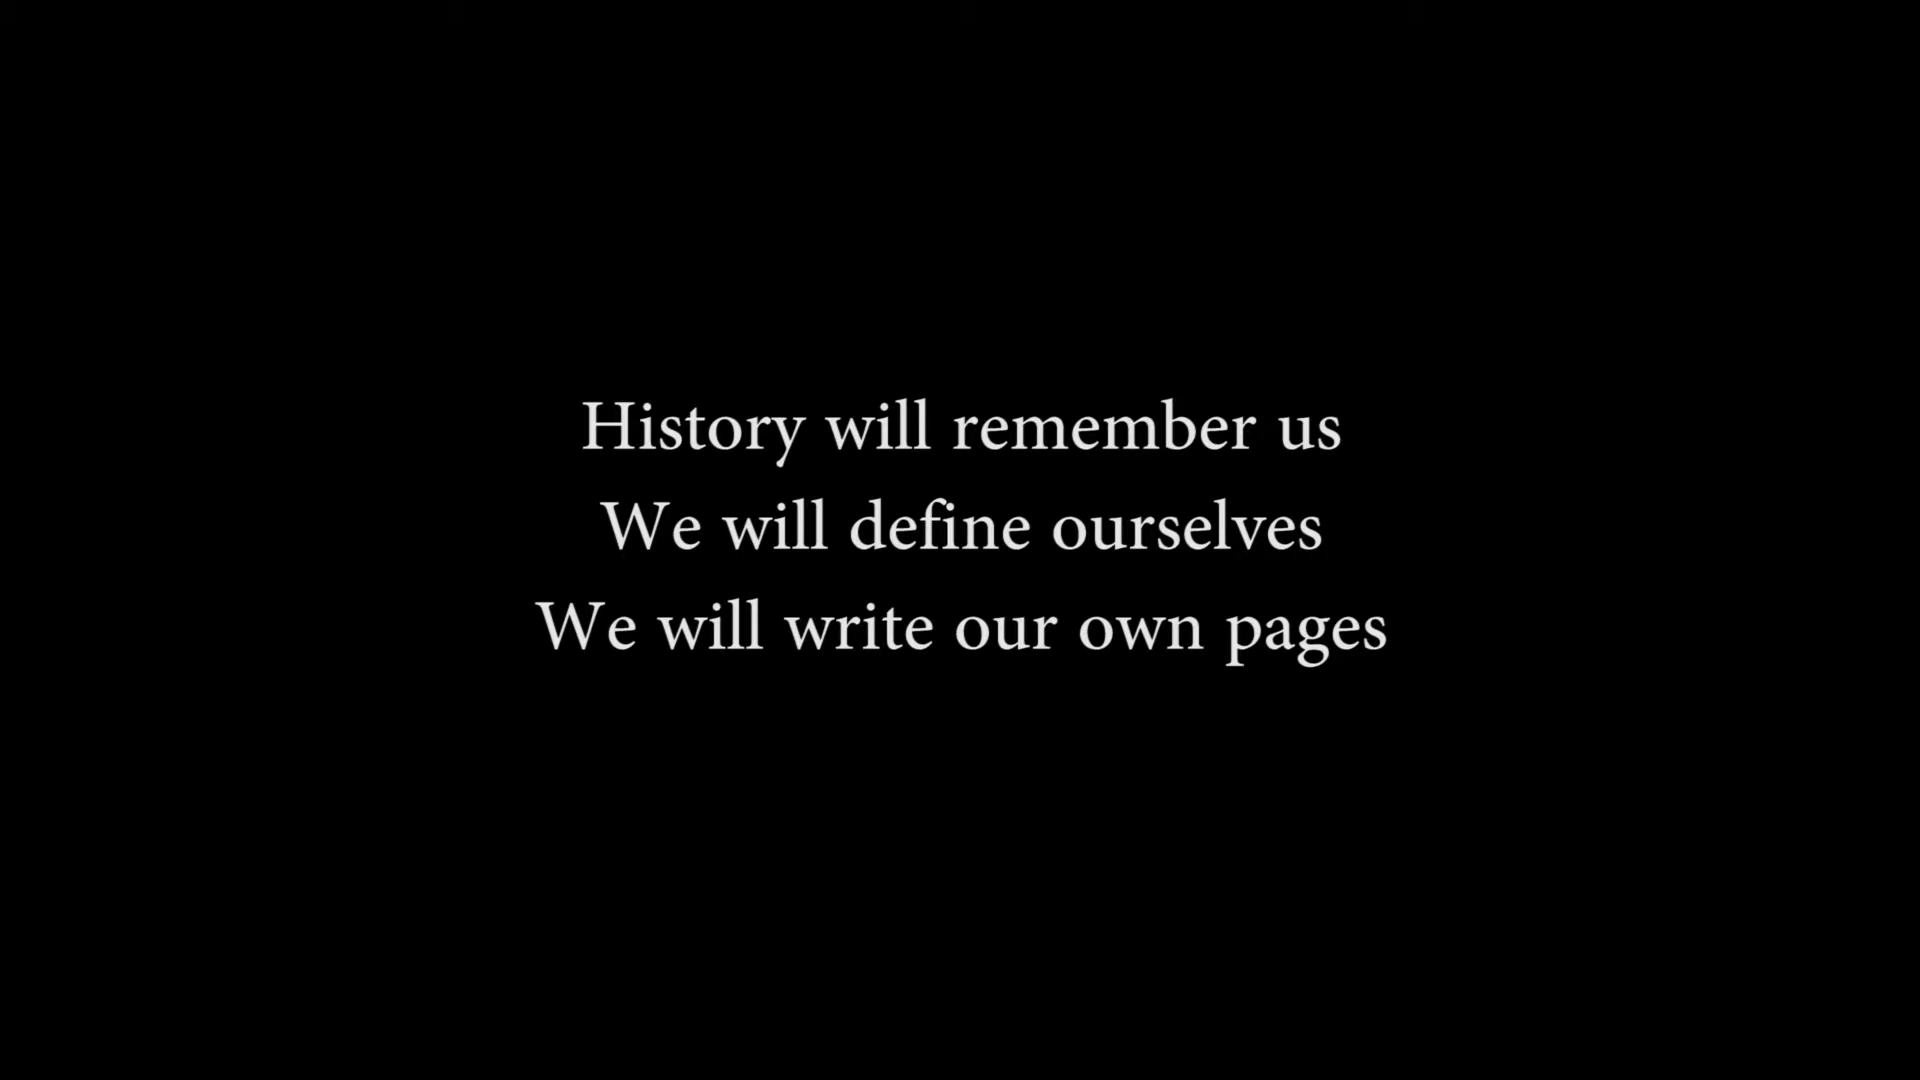 History will remember us
We will define ourselves
We will write our own pages